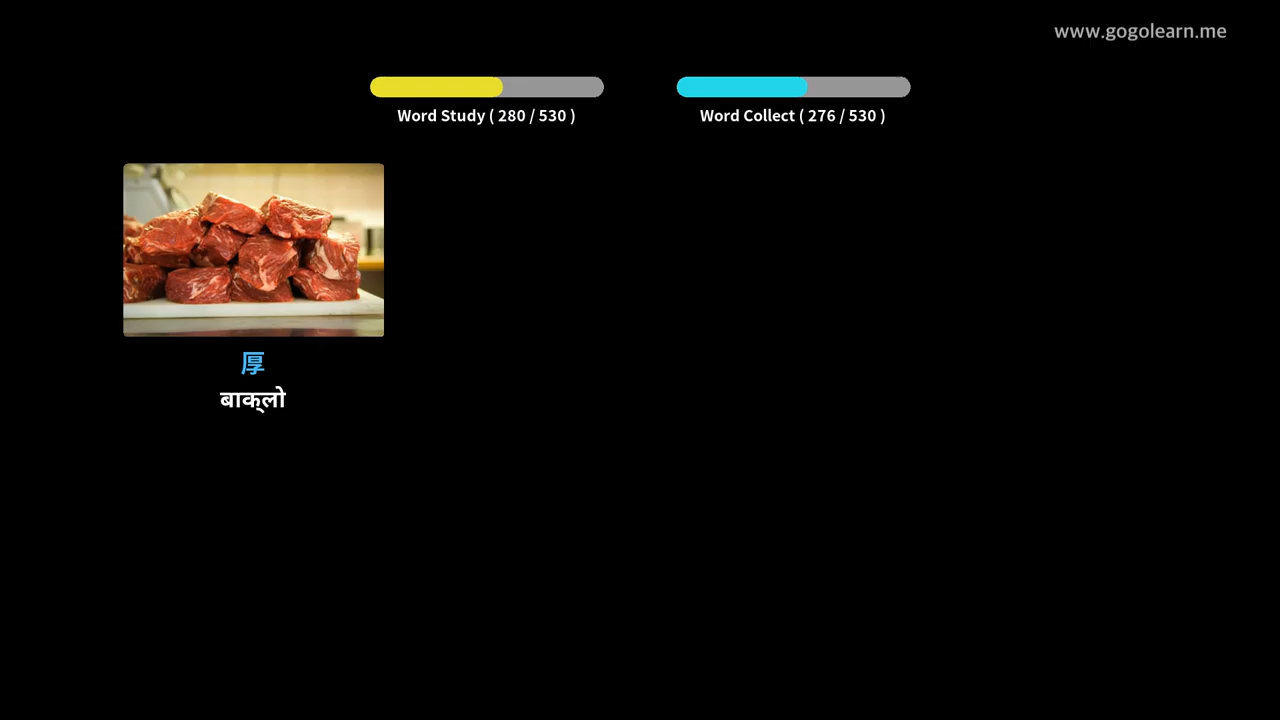 www.gogolearn.me
Word Study ( 280 / 530 )
Word Collect ( 276 / 530 )
厚
बाक्लो